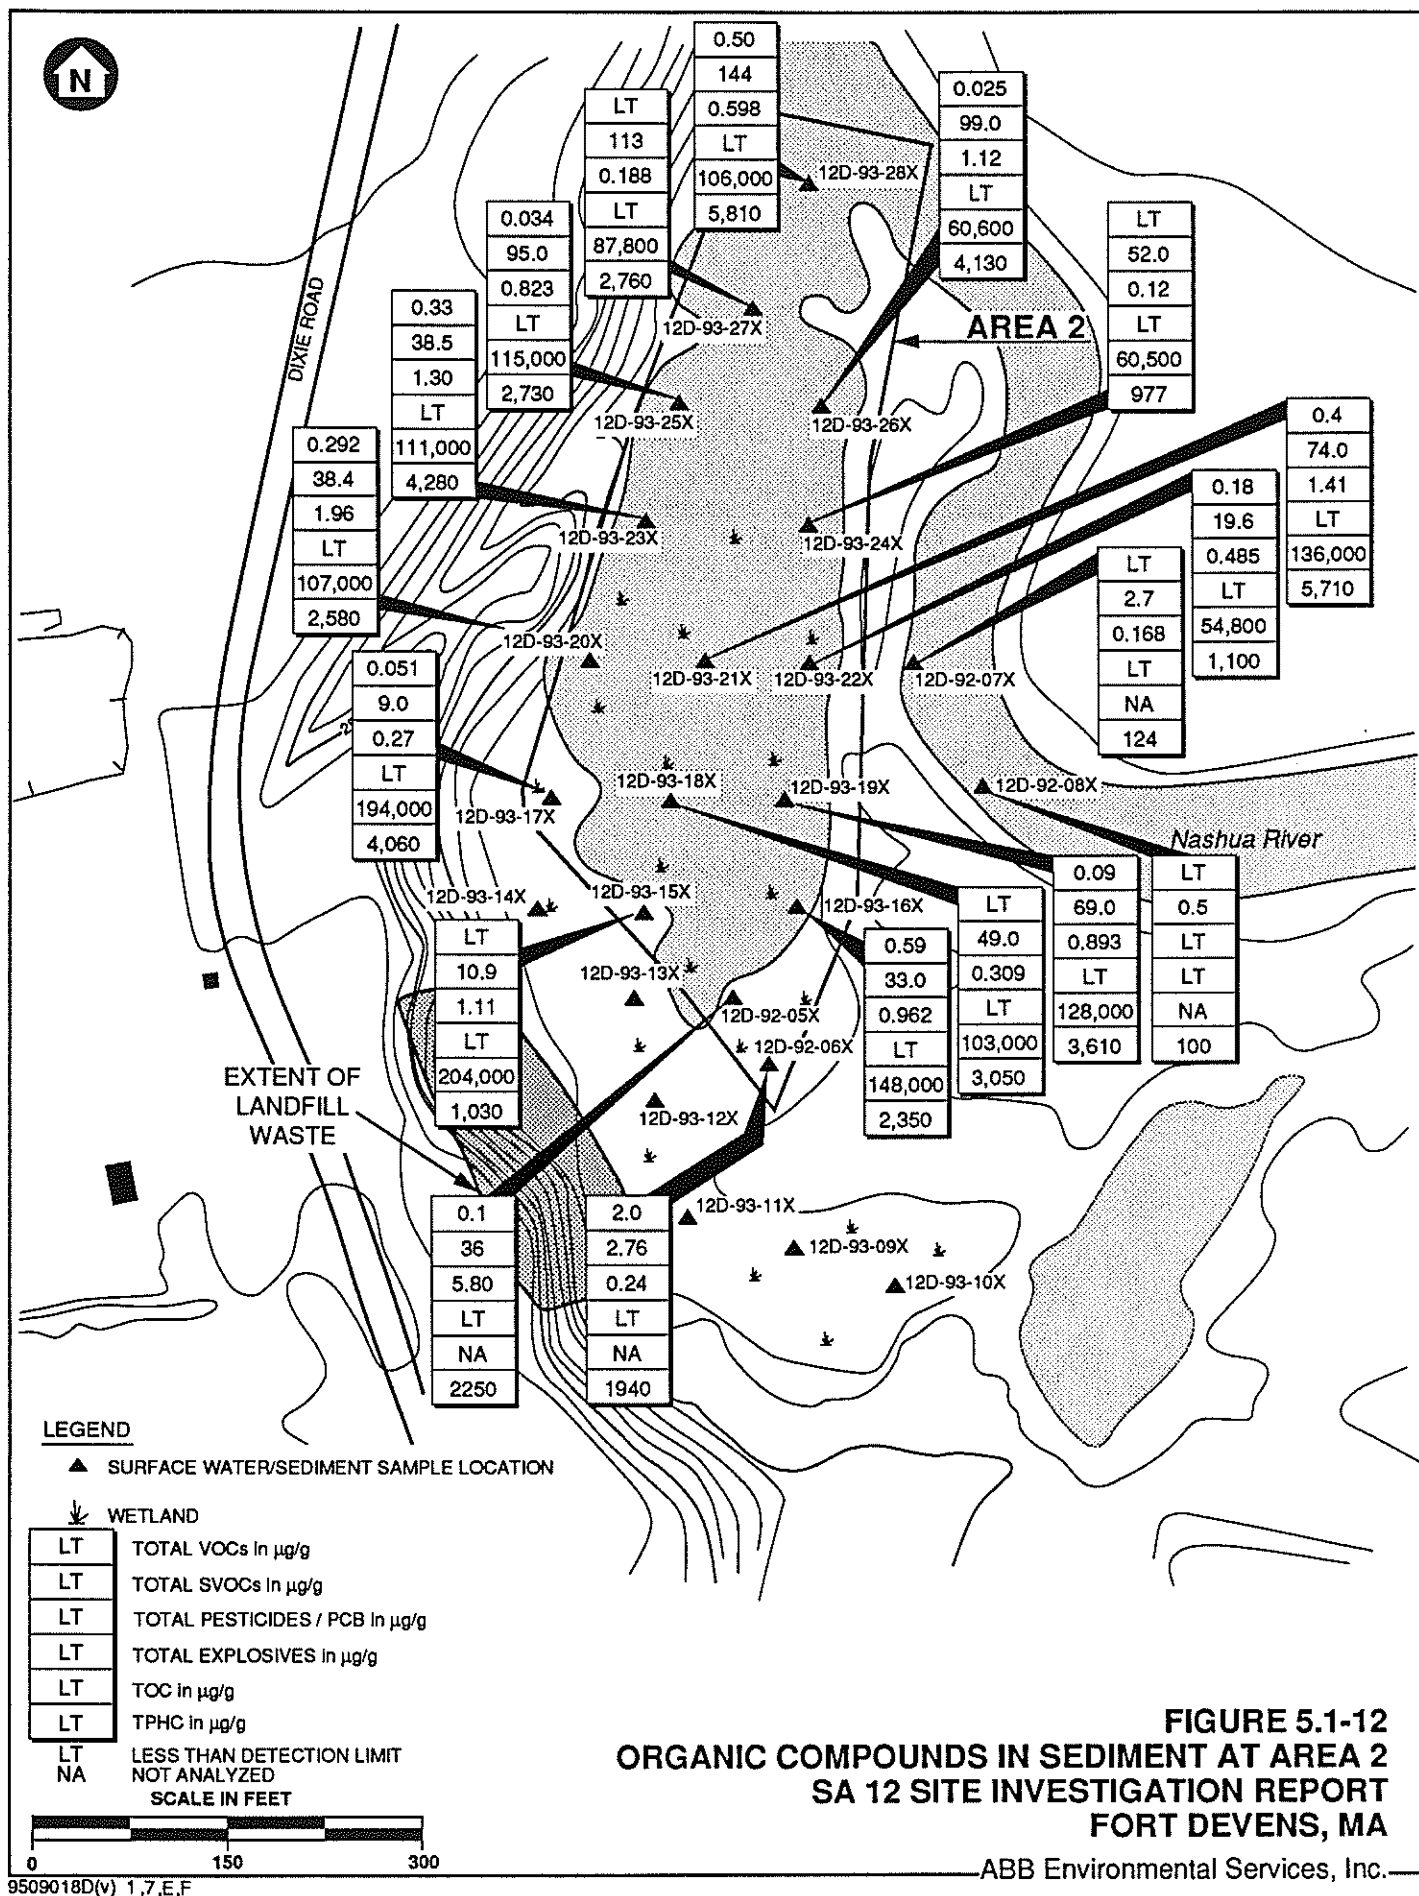 N
DIXIE ROAD
0.50
144
0.598
LT
106,000
5,810
12D-93-28X
LT
113
0.188
LT
87,800
2,760
12D-93-27X
0.025
99.0
1.12
LT
60,600
4,130
12D-93-26X
0.034
95.0
0.823
LT
115,000
2,730
12D-93-25X
AREA 2
LT
52.0
0.12
LT
60,500
977
12D-93-24X
0.33
38.5
1.30
LT
111,000
4,280
12D-93-23X
0.4
74.0
1.41
LT
136,000
5,710
12D-93-21X
0.18
19.6
0.485
LT
54,800
1,100
12D-93-22X
LT
2.7
0.168
LT
NA
124
12D-92-07X
0.292
38.4
1.96
LT
107,000
2,580
12D-93-20X
0.051
9.0
0.27
LT
194,000
4,060
12D-93-17X
12D-93-18X
12D-93-19X
12D-92-08X
Nashua River
12D-93-14X
12D-93-15X
12D-93-16X
LT
10.9
1.11
LT
204,000
1,030
12D-93-13X
12D-92-05X
12D-92-06X
12D-93-12X
0.59
33.0
0.962
LT
148,000
2,350
LT
49.0
0.309
LT
103,000
3,050
0.09
69.0
0.893
LT
128,000
3,610
LT
0.5
LT
LT
NA
100
EXTENT OF
LANDFILL
WASTE
0.1
36
5.80
LT
NA
2250
2.0
2.76
0.24
LT
NA
1940
12D-93-11X
12D-93-09X
12D-93-10X
LEGEND
SURFACE WATER/SEDIMENT SAMPLE LOCATION
WETLAND
LT TOTAL VOCs in µg/g
LT TOTAL SVOCs in µg/g
LT TOTAL PESTICIDES / PCB in µg/g
LT TOTAL EXPLOSIVES in µg/g
LT TOC in µg/g
LT TPHC in µg/g
LT LESS THAN DETECTION LIMIT
NA NOT ANALYZED
SCALE IN FEET
0 150 300
FIGURE 5.1-12
ORGANIC COMPOUNDS IN SEDIMENT AT AREA 2
SA 12 SITE INVESTIGATION REPORT
FORT DEVENS, MA
ABB Environmental Services, Inc.
9509018D(v) 1,7,E,F